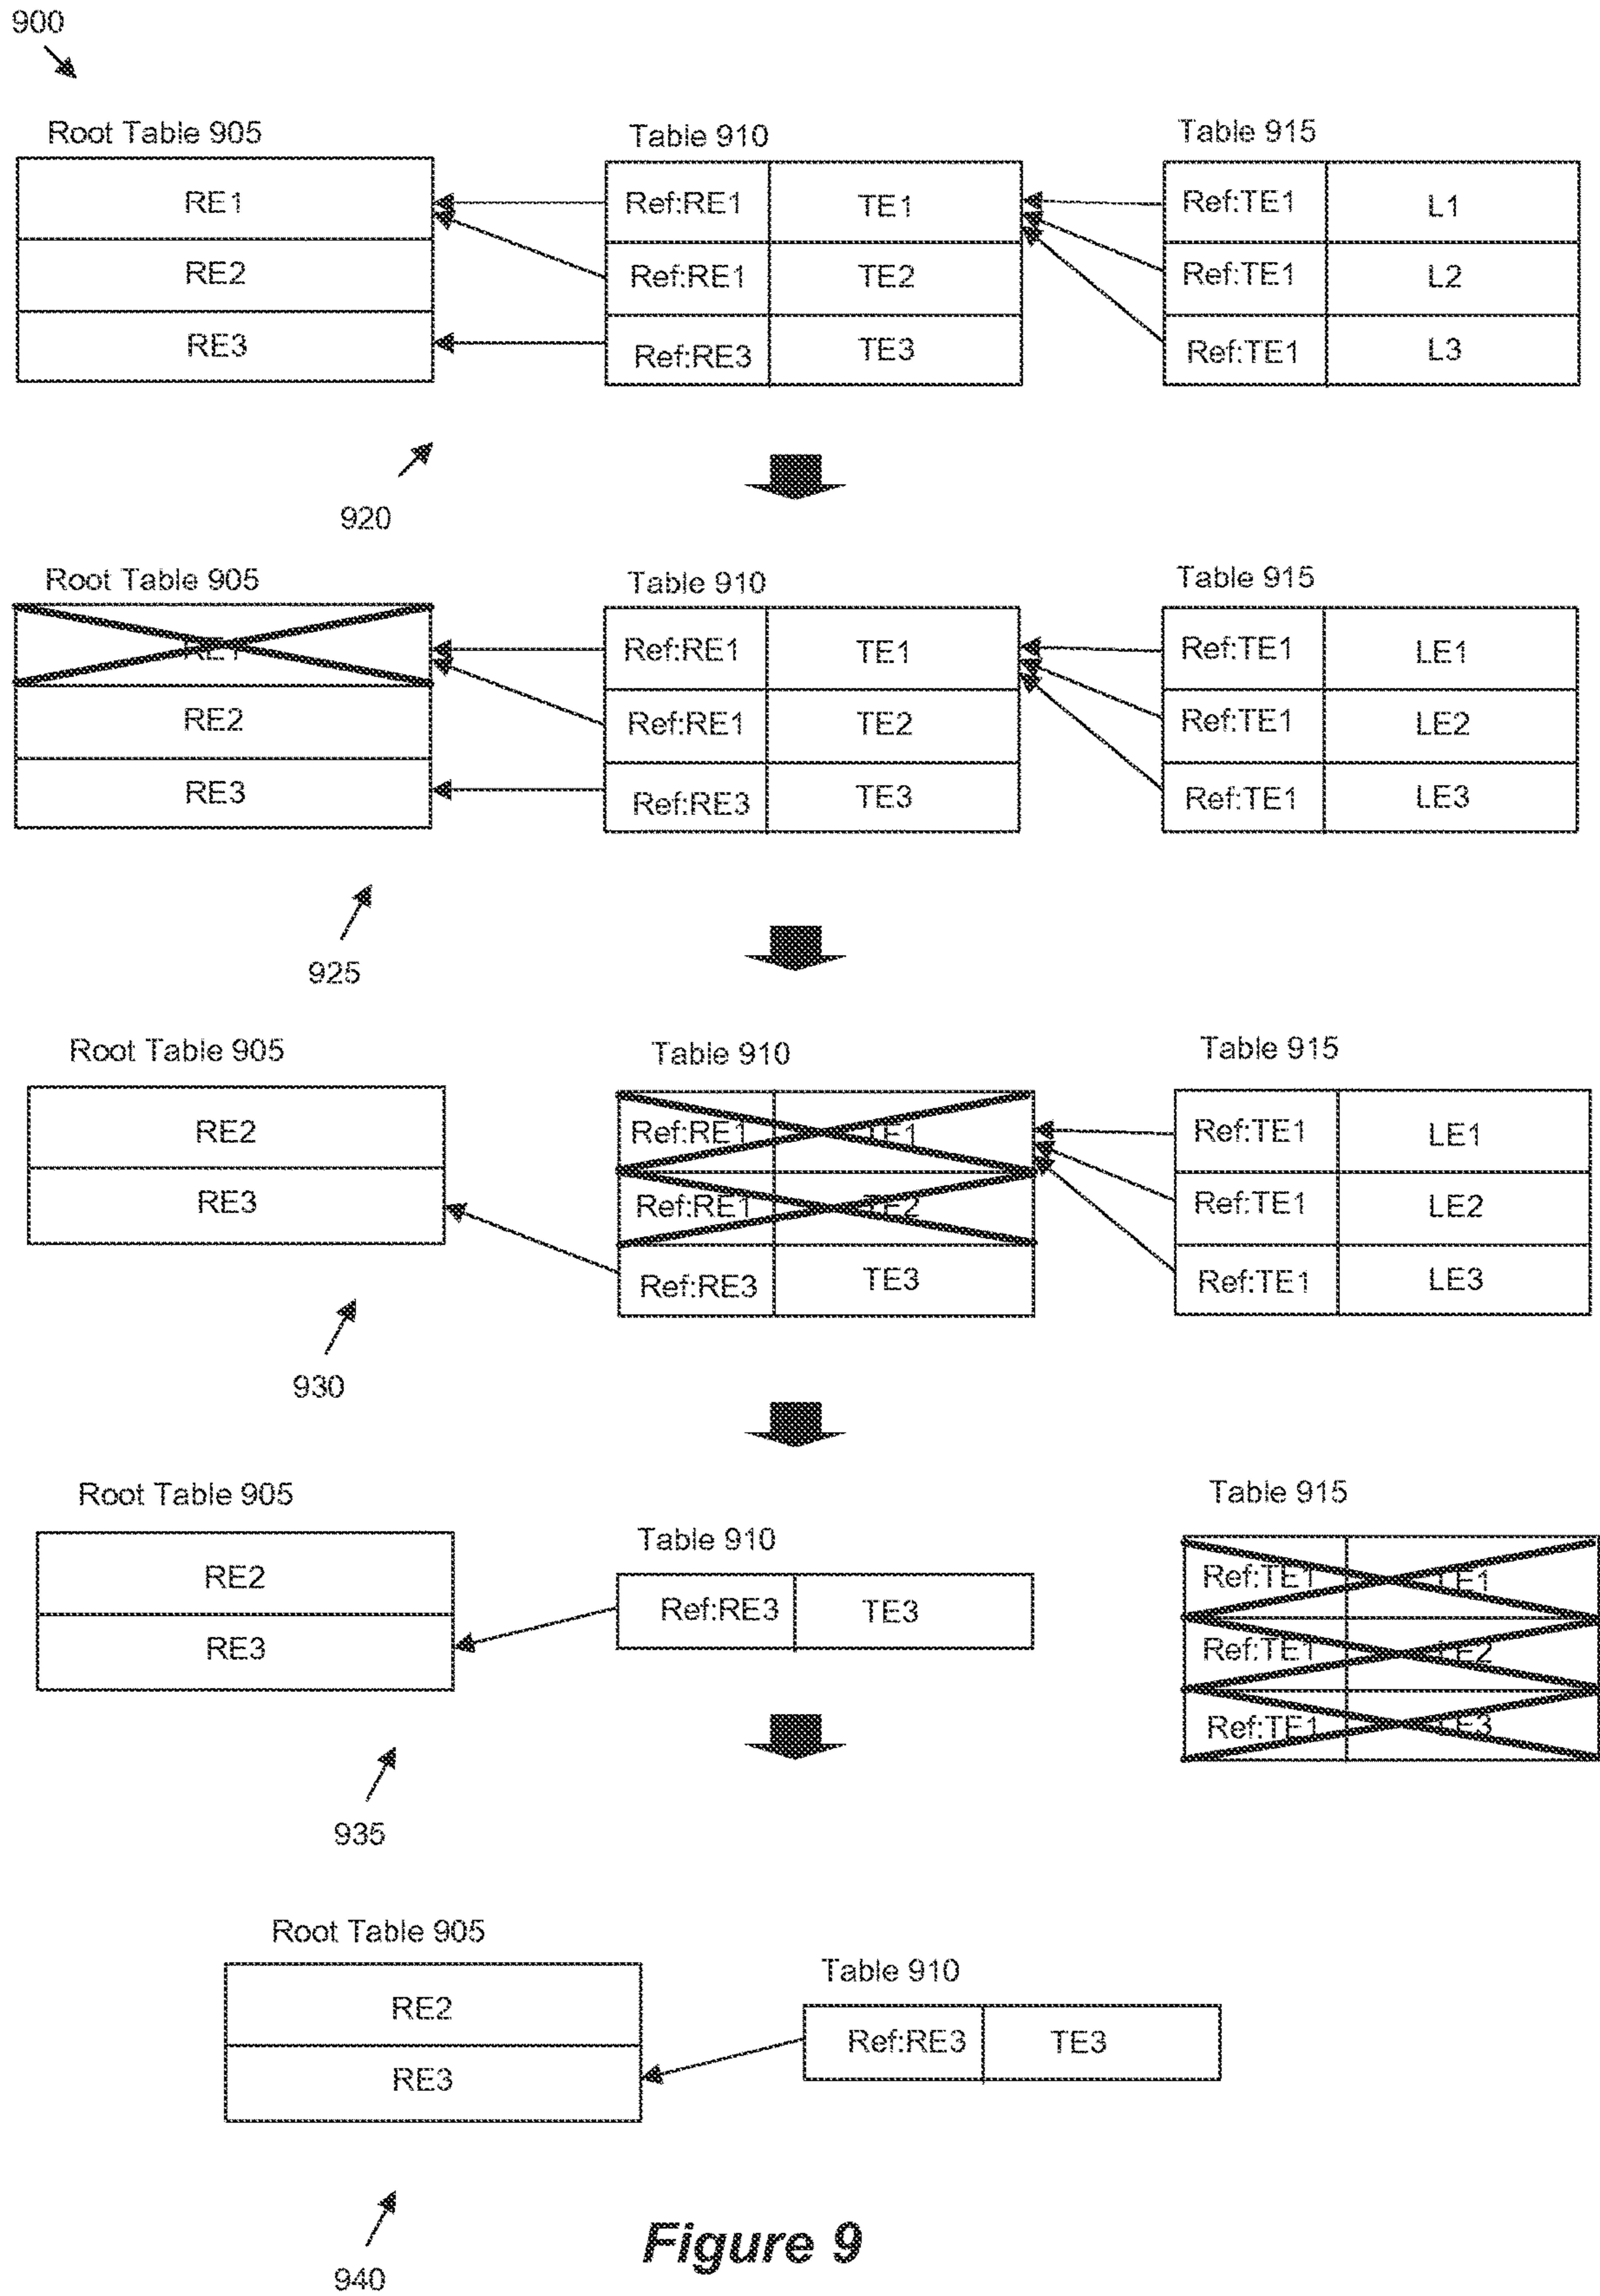 900
Root Table 905
Table 910
Table 915
RE1
Ref:RE1
TE1
Ref:TE1
L1
RE2
Ref:RE1
TE2
Ref:TE1
L2
RE3
Ref:RE3
TE3
Ref:TE1
L3
920
Root Table 905
Table 910
Table 915
RE1
Ref:RE1
TE1
Ref:TE1
LE1
RE2
Ref:RE1
TE2
Ref:TE1
LE2
RE3
Ref:RE3
TE3
Ref:TE1
LE3
925
Root Table 905
Table 910
Table 915
RE2
Ref:RE1
TE1
Ref:TE1
LE1
RE3
Ref:RE1
TE2
Ref:TE1
LE2
Ref:RE3
TE3
Ref:TE1
LE3
930
Root Table 905
Table 910
Table 915
RE2
Ref:RE3
TE3
Ref:TE1
LE1
RE3
Ref:TE1
LE2
Ref:TE1
LE3
935
Root Table 905
Table 910
RE2
Ref:RE3
TE3
RE3
940
Figure 9